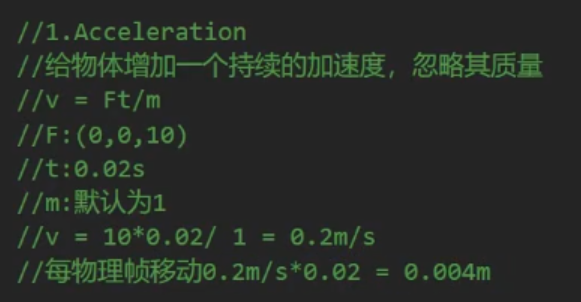 //1.Acceleration
//给物体增加一个持续的加速度，忽略其质量
//v = Ft/m
//F:(0,0,10)
//t:0.02s
//m:默认为1
//v = 10*0.02/ 1 = 0.2m/s
//每物理帧移动0.2m/s*0.02 = 0.004m